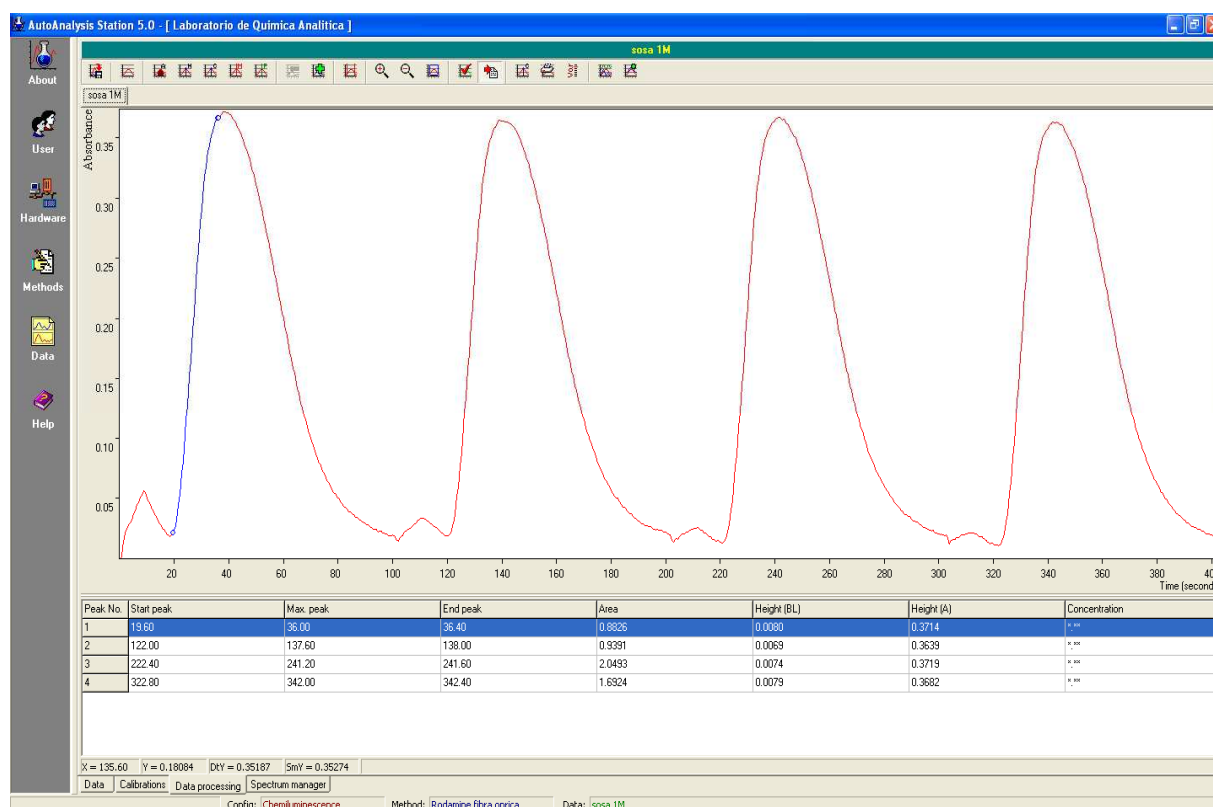 AutoAnalysis Station 5.0 - [ Laboratorio de Quimica Analitica ]
sosa 1M
About
User
Hardware
Methods
Data
Help
sosa 1M
Absorbance
0.35
0.30
0.25
0.20
0.15
0.10
0.05
20 40 60 80 100 120 140 160 180 200 220 240 260 280 300 320 340 360 380 40
Time (second
Peak No. Start peak Max. peak End peak Area Height (BL) Height (A) Concentration
1 19.60 36.00 36.40 0.8826 0.0080 0.3714 *.**
2 122.00 137.60 138.00 0.9391 0.0069 0.3639 *.**
3 222.40 241.20 241.60 2.0493 0.0074 0.3719 *.**
4 322.80 342.00 342.40 1.6924 0.0079 0.3682 *.**
X = 135.60 Y = 0.18084 DtY = 0.35187 SmY = 0.35274
Data Calibrations Data processing Spectrum manager
Config: Chemiluminescence Method: Rodamine fibra oprica Data: sosa 1M